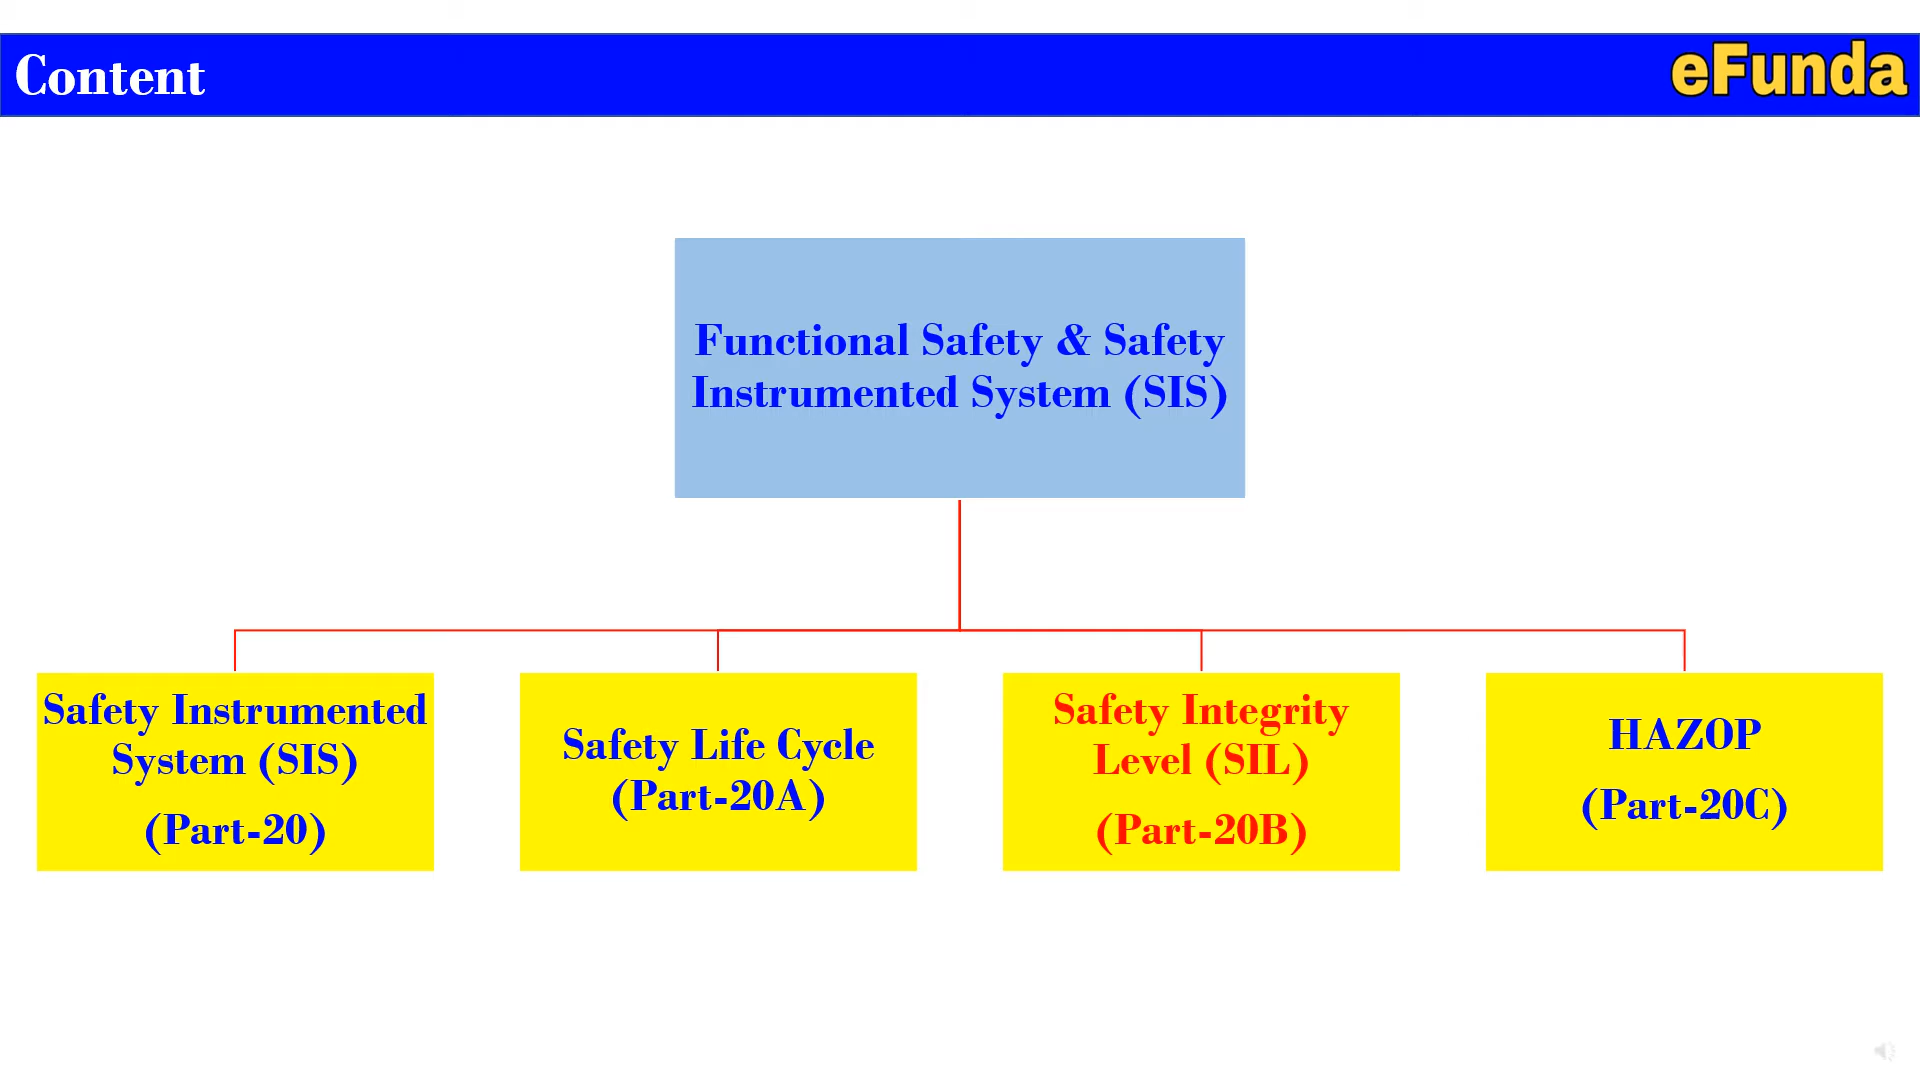 Content
eFunda
Functional Safety & Safety
Instrumented System (SIS)
Safety Instrumented
System (SIS)
(Part-20)
Safety Life Cycle
(Part-20A)
Safety Integrity
Level (SIL)
(Part-20B)
HAZOP
(Part-20C)